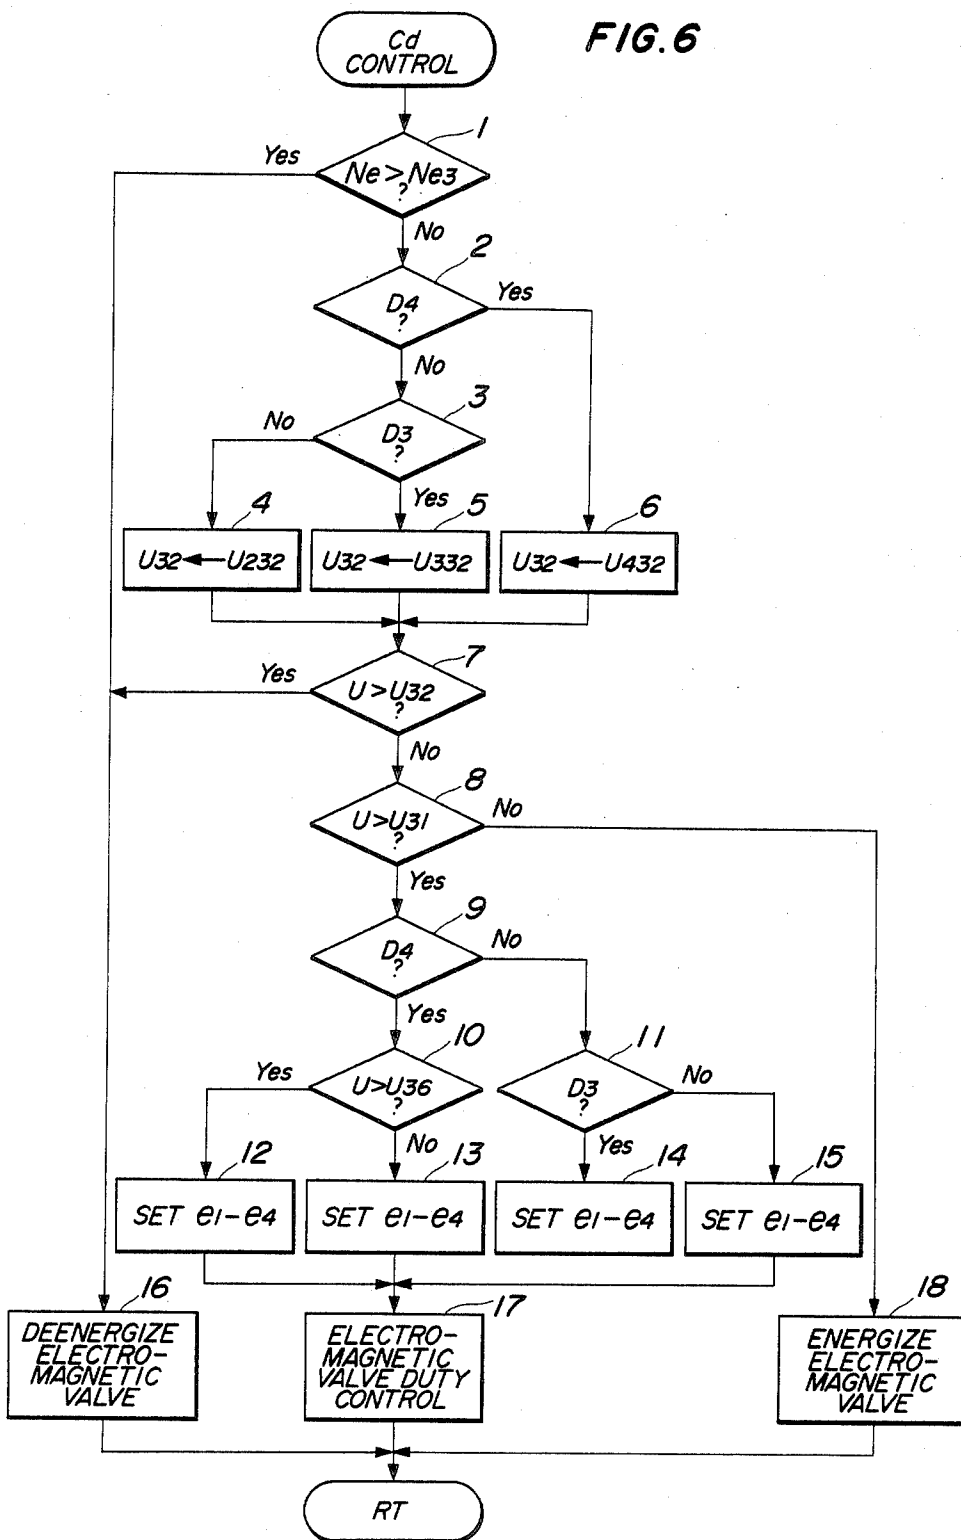 FIG. 6
Cd
CONTROL
1
Yes
Ne > Ne3
?
No
2
D4
?
Yes
No
3
No
D3
?
Yes
4
5
6
U32 ← U232
U32 ← U332
U32 ← U432
7
Yes
U > U32
?
No
8
U > U31
?
No
Yes
9
D4
?
No
Yes
10
11
Yes
U > U36
?
D3
?
No
No
Yes
12
13
14
15
SET e1-e4
SET e1-e4
SET e1-e4
SET e1-e4
16
17
18
DEENERGIZE
ELECTRO-
MAGNETIC
VALVE
ELECTRO-
MAGNETIC
VALVE DUTY
CONTROL
ENERGIZE
ELECTRO-
MAGNETIC
VALVE
RT